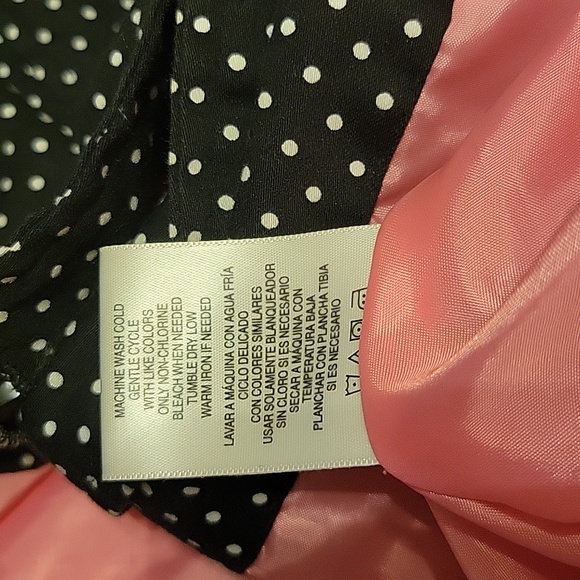 MACHINE WASH COLD
GENTLE CYCLE
WITH LIKE COLORS
ONLY NON-CHLORINE
BLEACH WHEN NEEDED
TUMBLE DRY LOW
WARM IRON IF NEEDED
LAVAR A MÁQUINA CON AGUA FRÍA
CICLO DELICADO
CON COLORES SIMILARES
USAR SOLAMENTE BLANQUEADOR
SIN CLORO SI ES NECESARIO
SECAR A MÁQUINA CON
TEMPERATURA BAJA
PLANCHAR CON PLANCHA TIBIA
SI ES NECESARIO